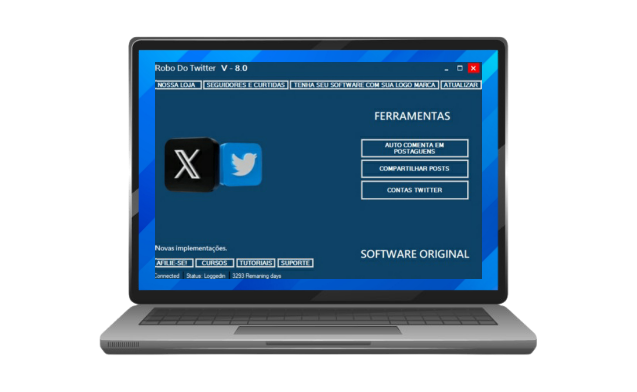 Robo Do Twitter V - 8.0
NOSSA LOJA SEGUIDORES E CURTIDAS TENHA SEU SOFTWARE COM SUA LOGO MARCA ATUALIZAR
FERRAMENTAS
AUTO COMENTA EM
POSTAGUENS
COMPARTILHAR POSTS
CONTAS TWITTER
Novas implementações.
SOFTWARE ORIGINAL
AFILIE-SE! CURSOS TUTORIAIS SUPORTE
Connected Status: Loggedin 3293 Remaning days